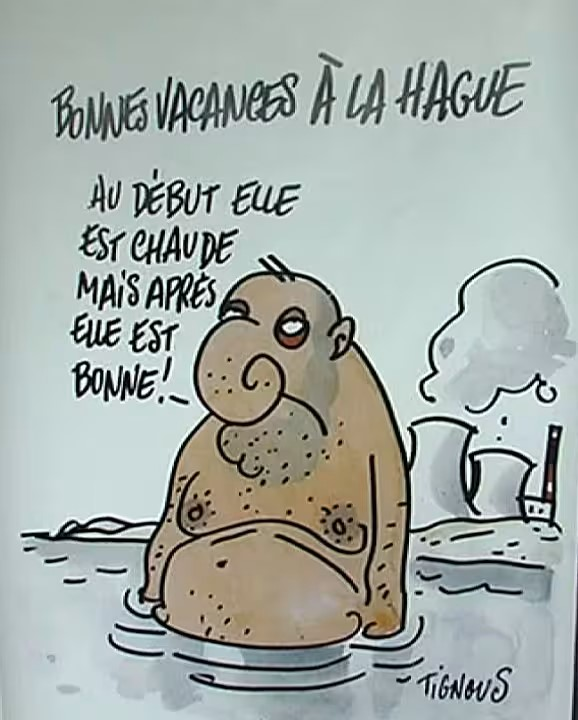 BONNES VACANCES À LA HAGUE
AU DÉBUT ELLE
EST CHAUDE
MAIS APRÈS
ELLE EST
BONNE!
TIGNOUS